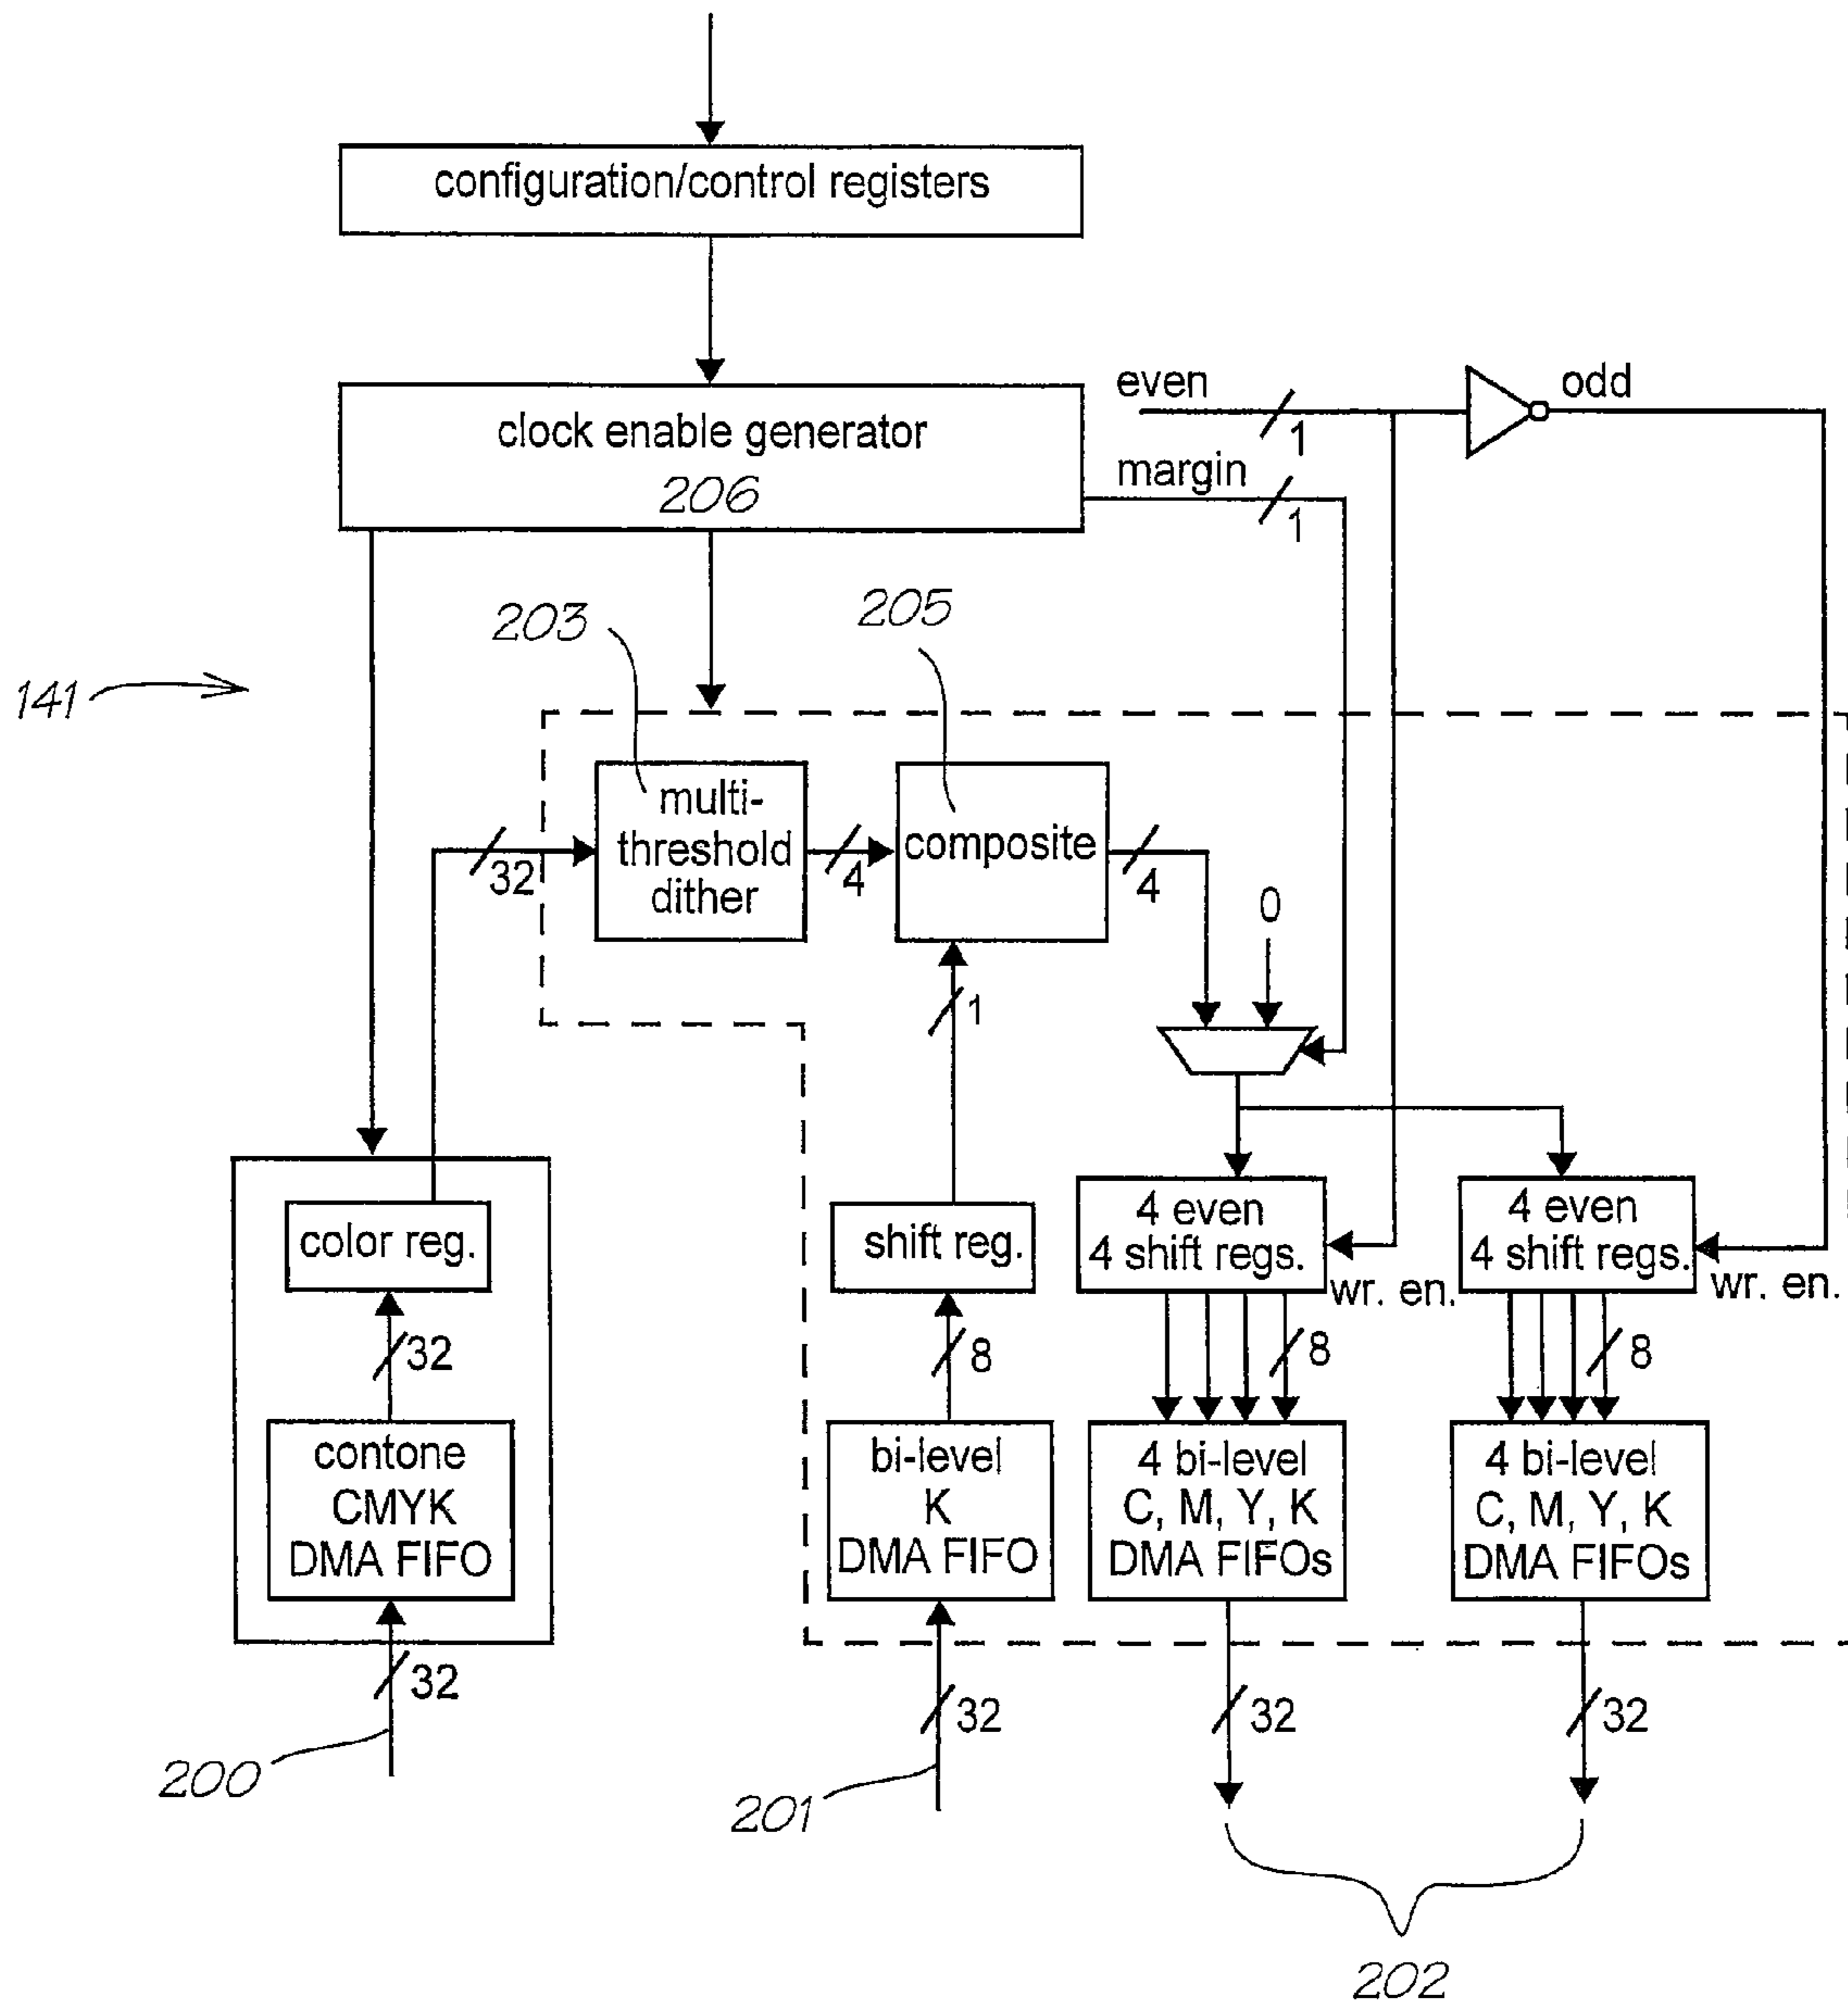 configuration/control registers
clock enable generator
206
even
1
odd
margin
1
203
205
141
multi-
threshold
dither
32
4
composite
4
0
1
color reg.
shift reg.
4 even
4 shift regs.
wr. en.
4 even
4 shift regs.
wr. en.
32
8
8
8
contone
CMYK
DMA FIFO
bi-level
K
DMA FIFO
4 bi-level
C, M, Y, K
DMA FIFOs
4 bi-level
C, M, Y, K
DMA FIFOs
32
32
32
32
200
201
202